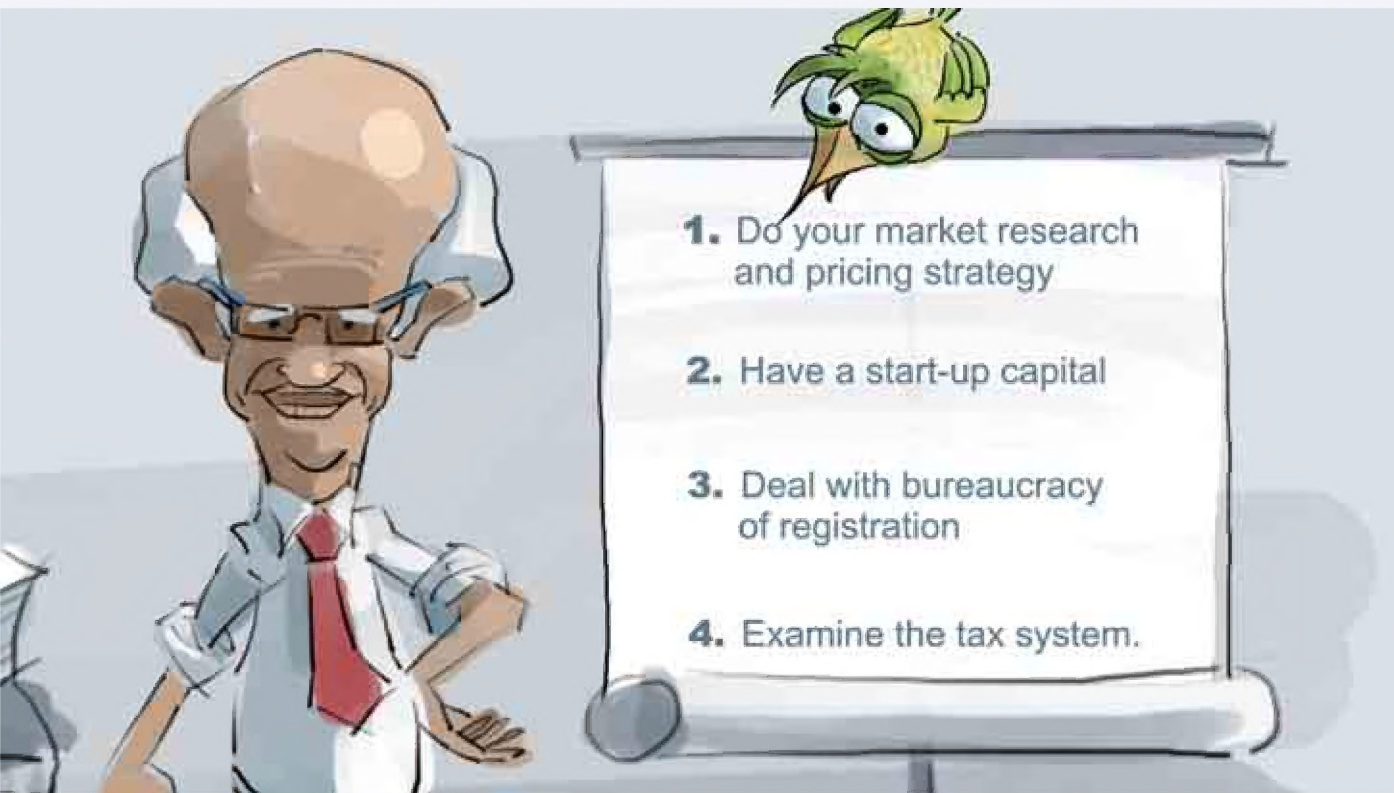 1. Do your market research
and pricing strategy
2. Have a start-up capital
3. Deal with bureaucracy
of registration
4. Examine the tax system.